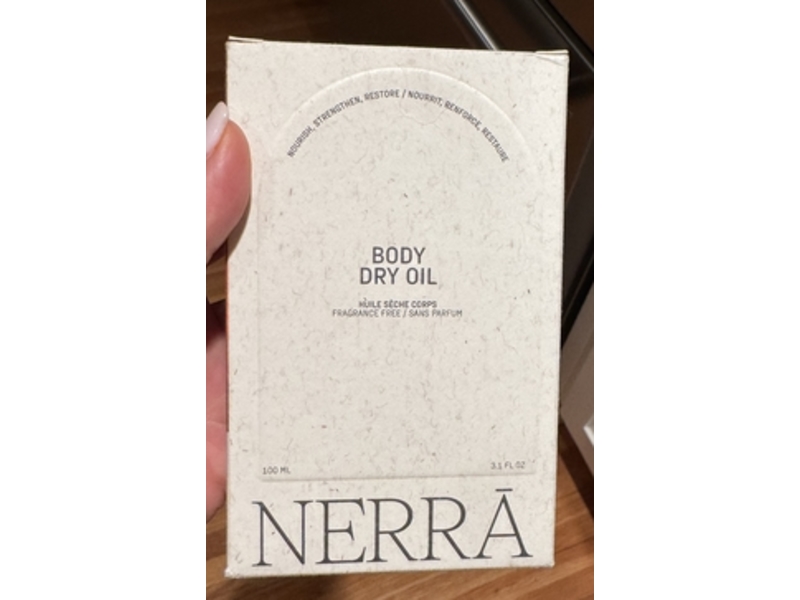 NOURISH, STRENGTHEN, RESTORE / NOURRIT, RENFORCE, RESTAURE
BODY
DRY OIL
HUILE SÈCHE CORPS
FRAGRANCE FREE / SANS PARFUM
100 ML
3.1 FL OZ
NERRĀ